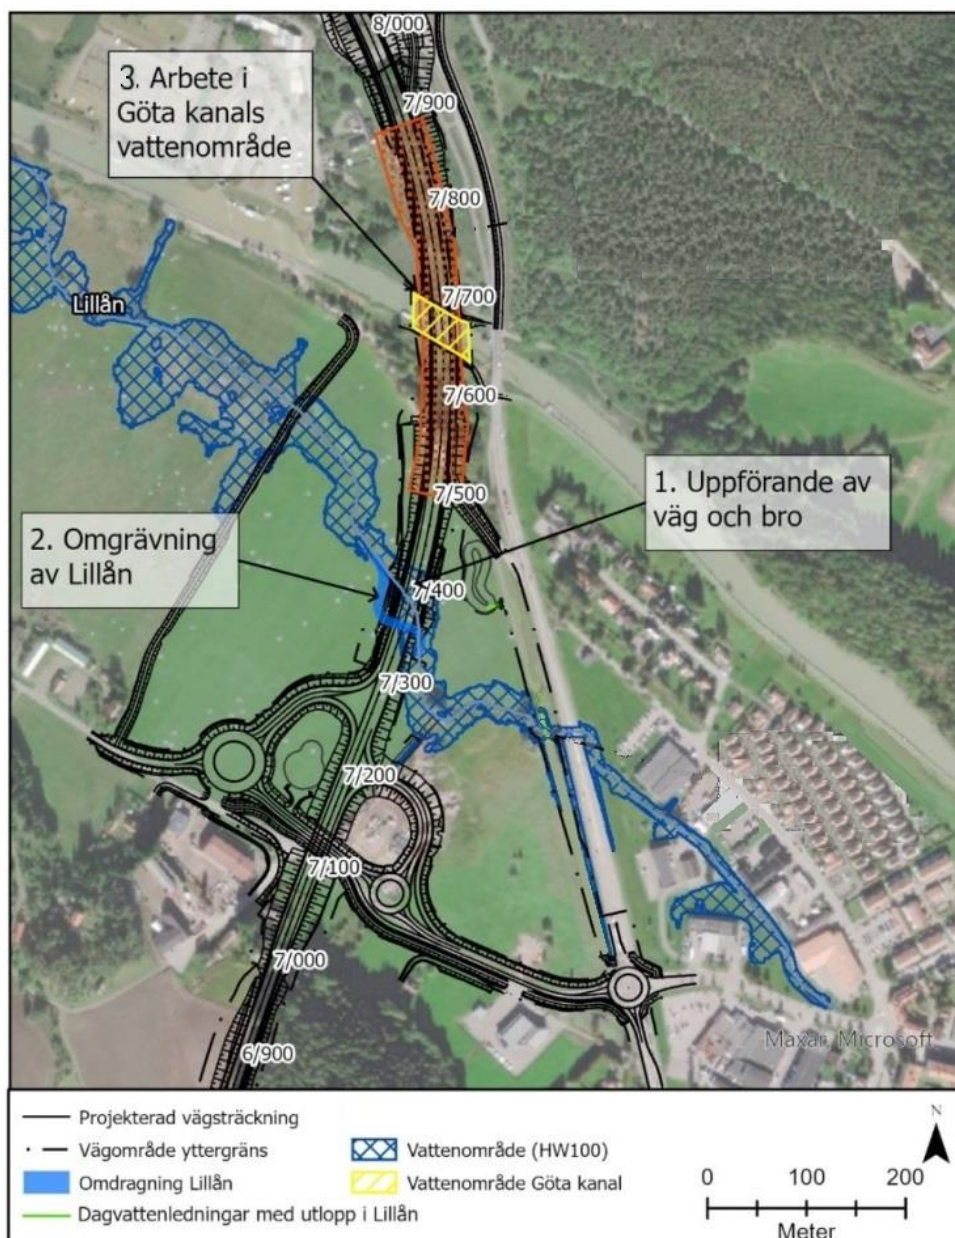 8/000
3. Arbete i
Göta kanals
vattenområde
7/900
7/800
Lillån
7/700
7/600
7/500
1. Uppförande av
väg och bro
2. Omgrävning
av Lillån
7/400
7/300
7/200
7/100
7/000
6/900
Maxar, Microsoft
Projekterad vägsträckning
Vägområde yttergräns
Omdragning Lillån
Dagvattenledningar med utlopp i Lillån
Vattenområde (HW100)
Vattenområde Göta kanal
N
0 100 200
Meter